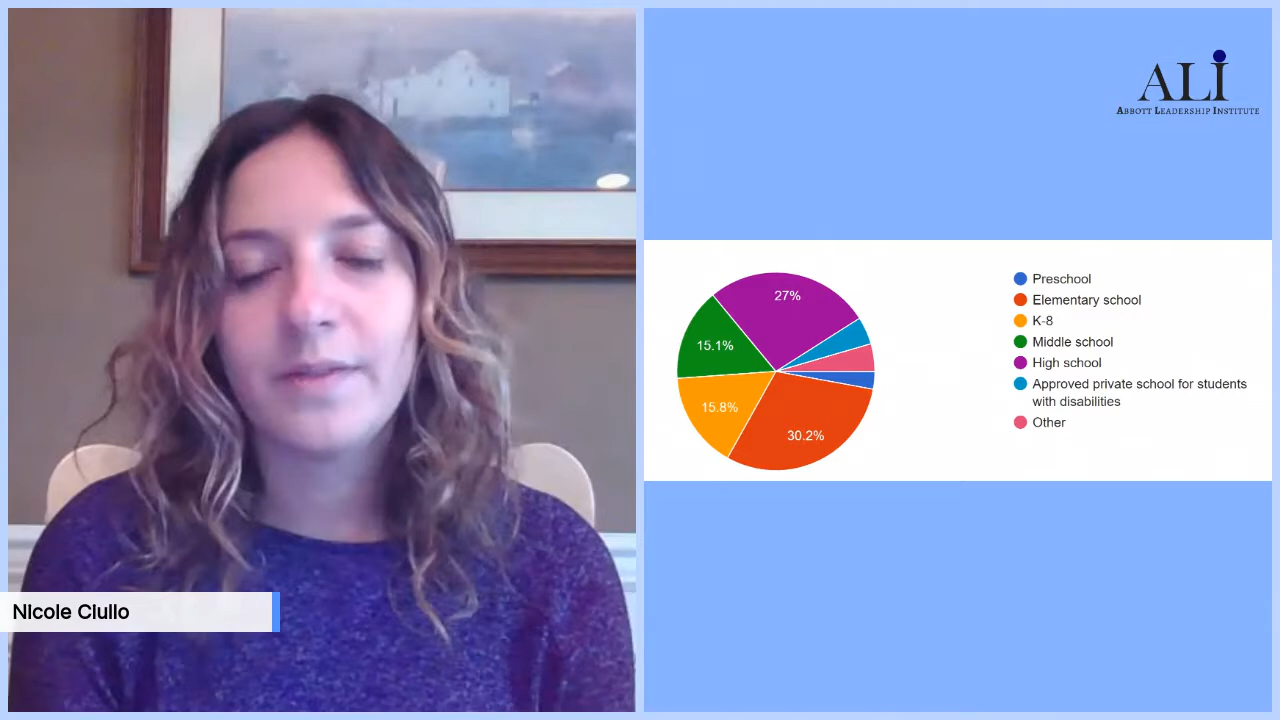 Nicole Ciullo
ALI
ABBOTT LEADERSHIP INSTITUTE
27%
15.1%
15.8%
30.2%
Preschool
Elementary school
K-8
Middle school
High school
Approved private school for students
with disabilities
Other